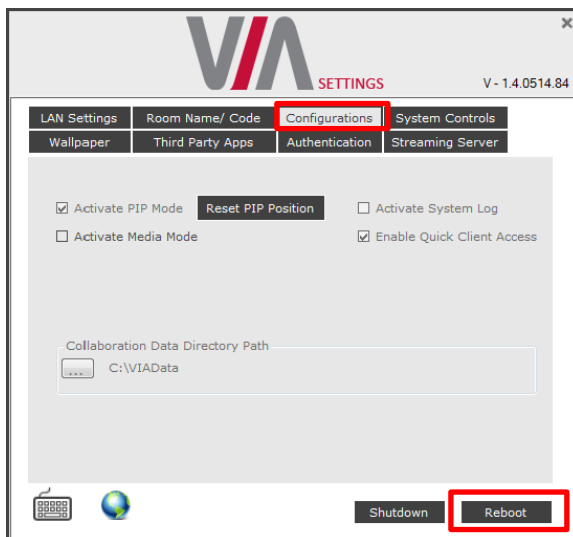 VIA
SETTINGS
V - 1.4.0514.84
LAN Settings Room Name/ Code Configurations System Controls
Wallpaper Third Party Apps Authentication Streaming Server
Activate PIP Mode Reset PIP Position Activate System Log
Activate Media Mode Enable Quick Client Access
Collaboration Data Directory Path
... C:\VIAData
Shutdown Reboot